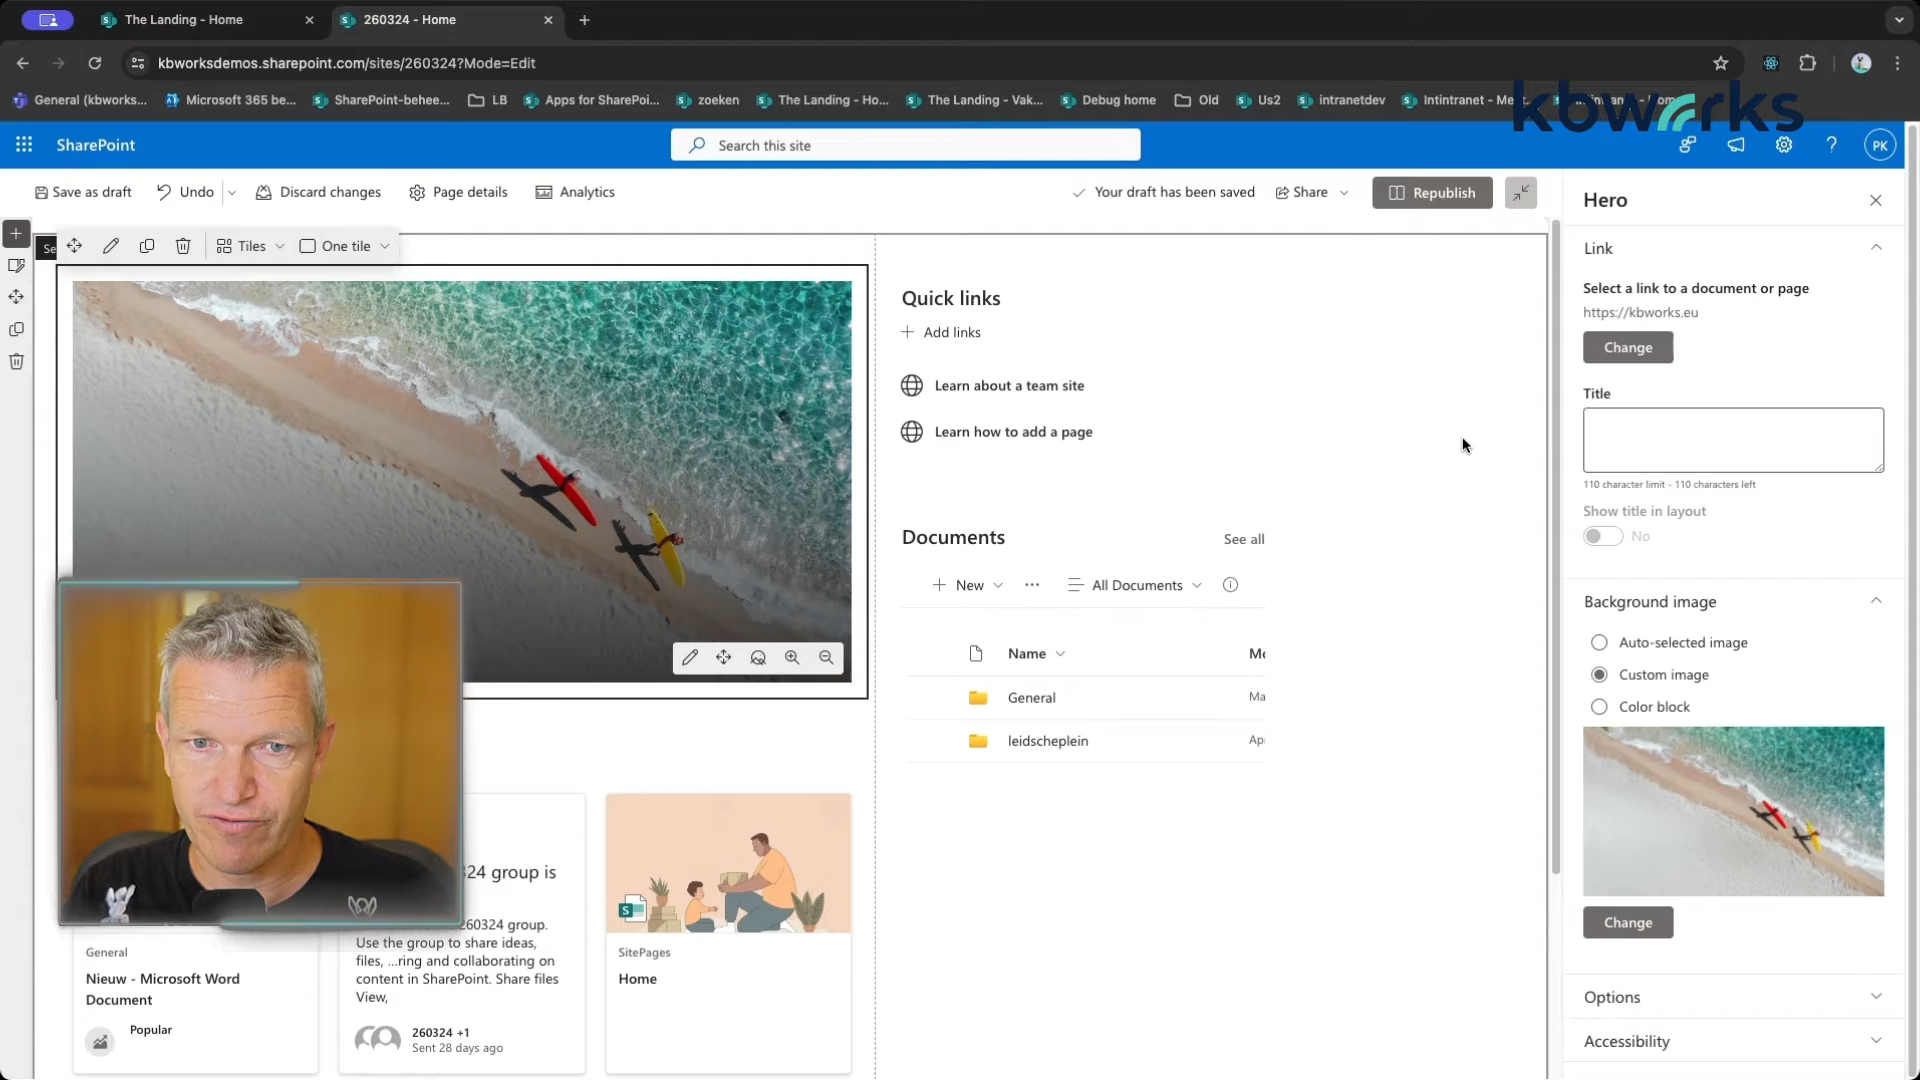 The Landing - Home
260324 - Home
kbworksdemos.sharepoint.com/sites/260324?Mode=Edit
General (kbworks...
Microsoft 365 be...
SharePoint-behee...
LB
Apps for SharePoi...
zoeken
The Landing - Ho...
The Landing - Vak...
Debug home
Old
Us2
intranetdev
kbworks
SharePoint
Search this site
PK
Save as draft
Undo
Discard changes
Page details
Analytics
Your draft has been saved
Share
Republish
Se
Tiles
One tile
Quick links
Add links
Learn about a team site
Learn how to add a page
Documents
See all
New
All Documents
Name
Mo
General
Ma
leidscheplein
Apr
General
Nieuw - Microsoft Word
Document
Popular
24 group is
260324 group.
Use the group to share ideas,
files, ...ring and collaborating on
content in SharePoint. Share files
View,
260324 +1
Sent 28 days ago
SitePages
Home
Hero
Link
Select a link to a document or page
https://kbworks.eu
Change
Title
110 character limit - 110 characters left
Show title in layout
No
Background image
Auto-selected image
Custom image
Color block
Change
Options
Accessibility